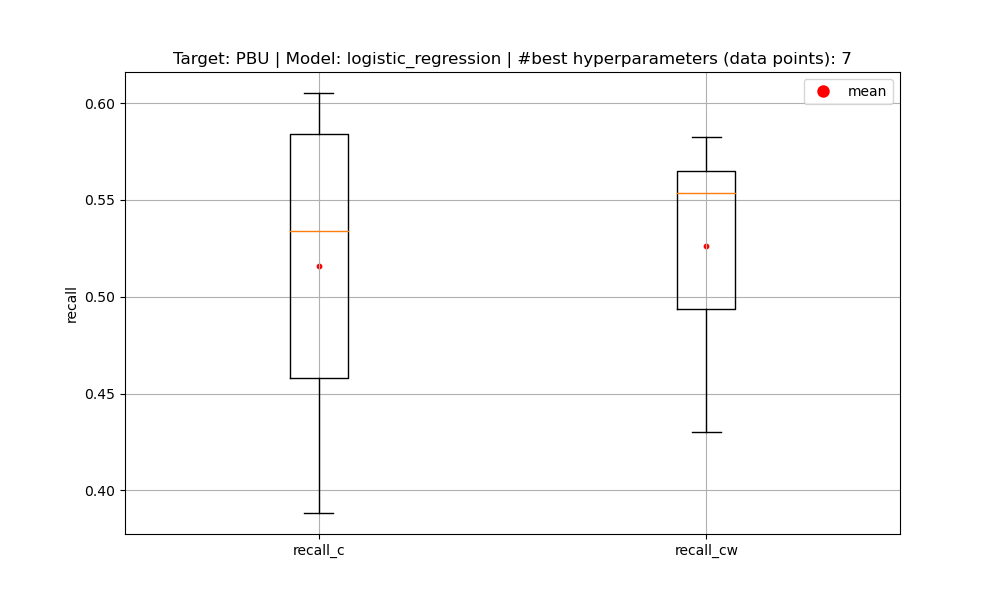 Target: PBU | Model: logistic_regression | #best hyperparameters (data points): 7
mean
0.60
0.55
0.50
0.45
0.40
recall
recall_c
recall_cw